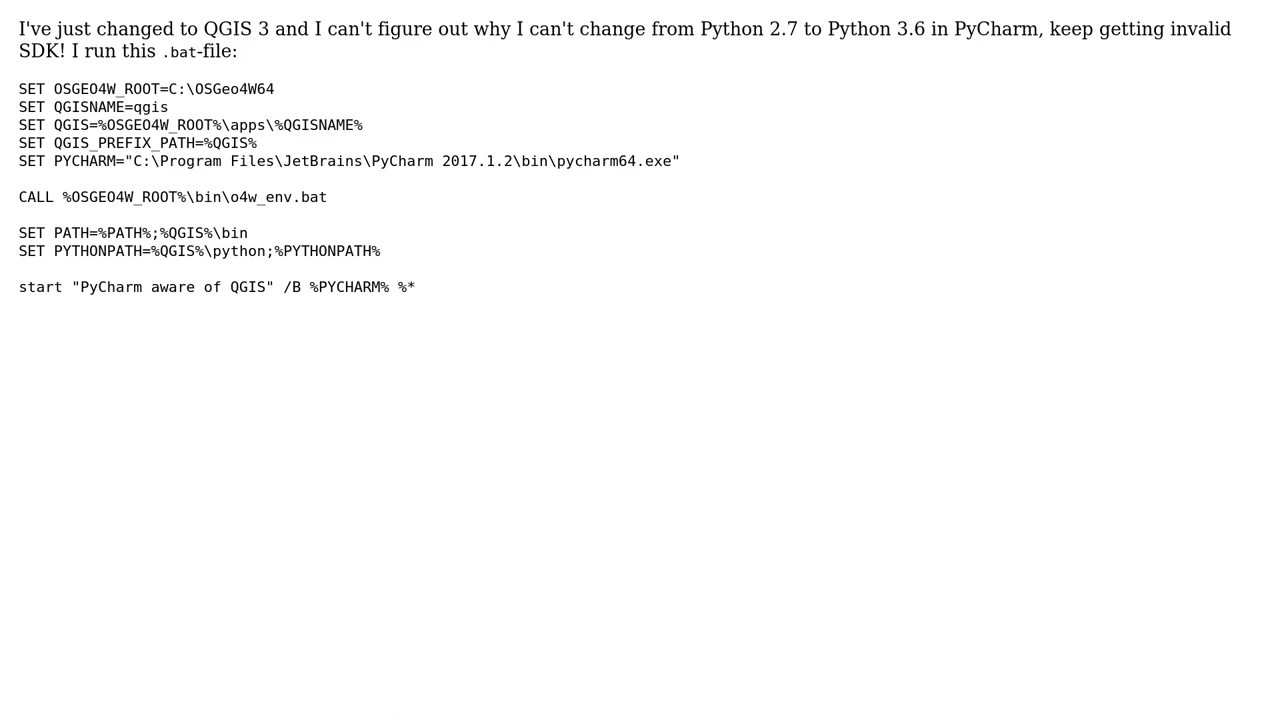 I've just changed to QGIS 3 and I can't figure out why I can't change from Python 2.7 to Python 3.6 in PyCharm, keep getting invalid
SDK! I run this .bat-file:
SET OSGEO4W_ROOT=C:\OSGeo4W64
SET QGISNAME=qgis
SET QGIS=%OSGEO4W_ROOT%\apps\%QGISNAME%
SET QGIS_PREFIX_PATH=%QGIS%
SET PYCHARM="C:\Program Files\JetBrains\PyCharm 2017.1.2\bin\pycharm64.exe"
CALL %OSGEO4W_ROOT%\bin\o4w_env.bat
SET PATH=%PATH%;%QGIS%\bin
SET PYTHONPATH=%QGIS%\python;%PYTHONPATH%
start "PyCharm aware of QGIS" /B %PYCHARM% %*